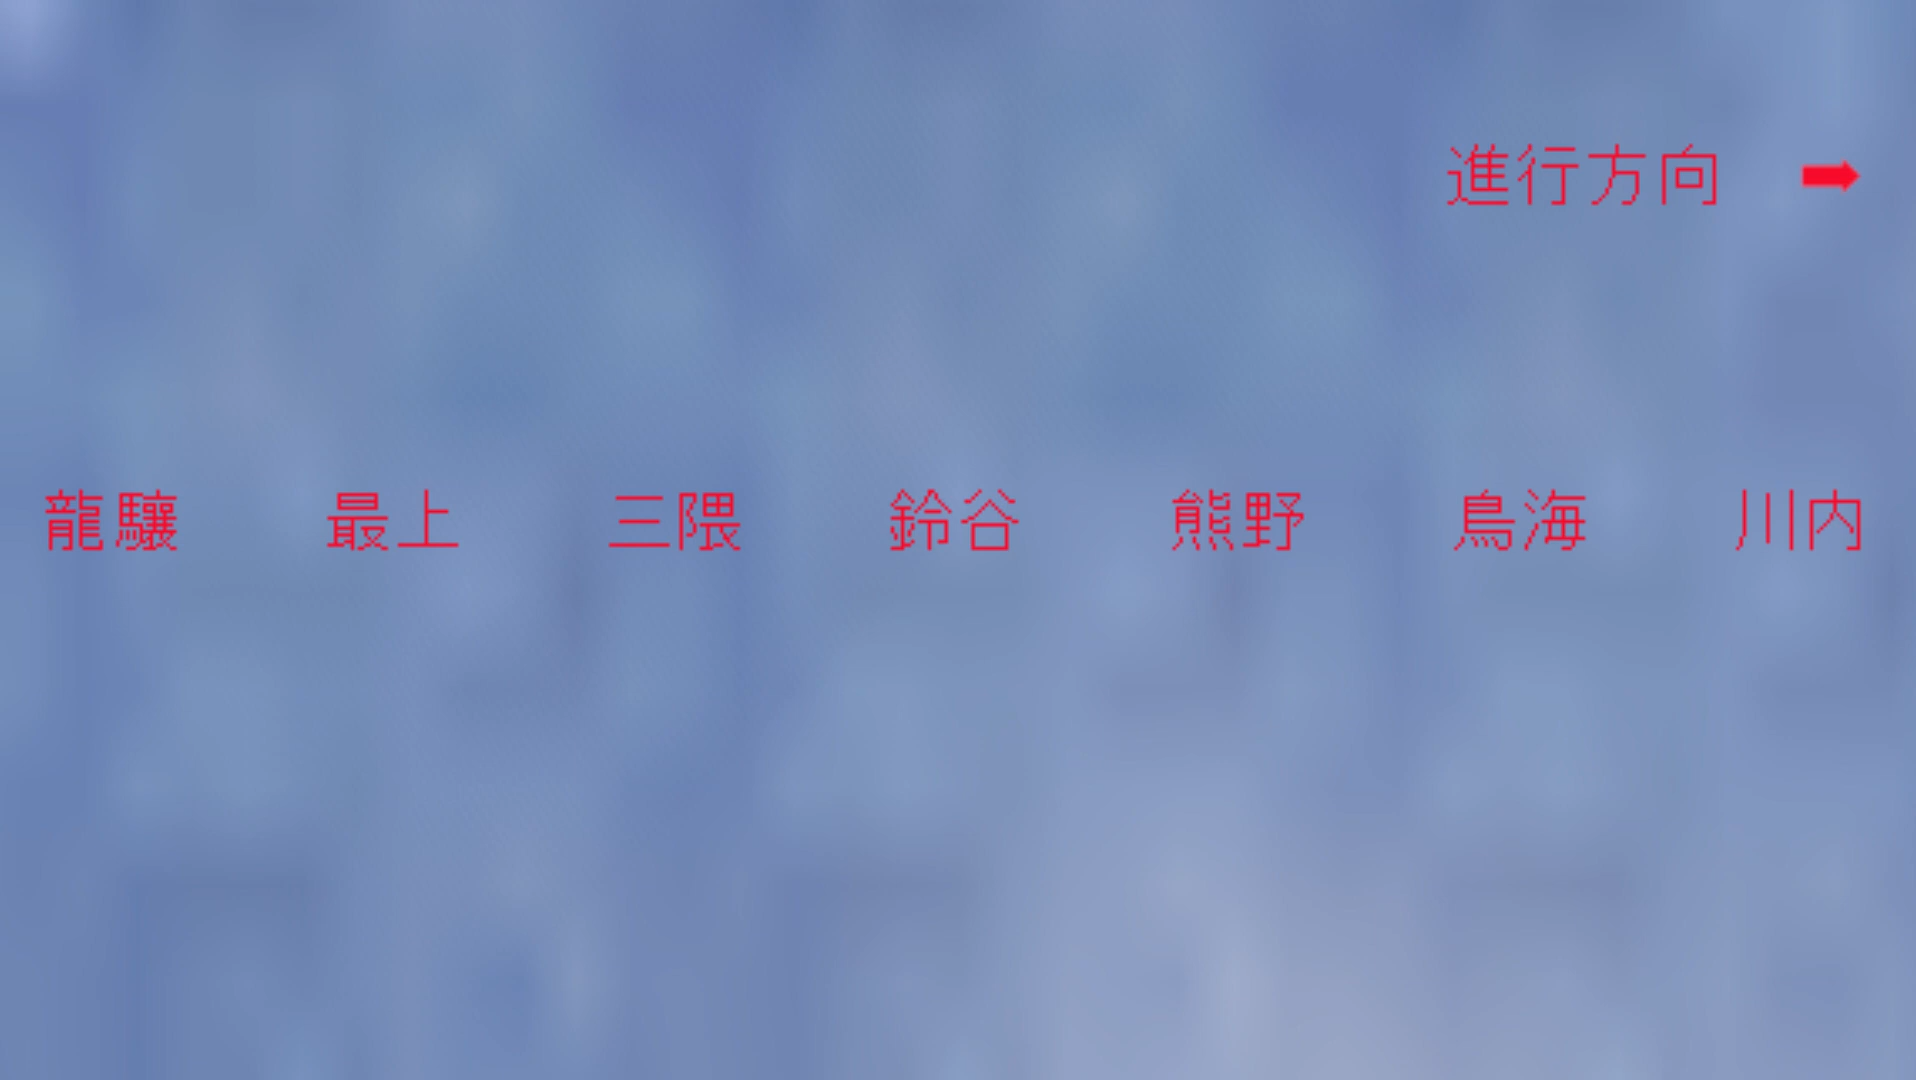 進行方向 ➡
龍驤 最上 三隈 鈴谷 熊野 鳥海 川内